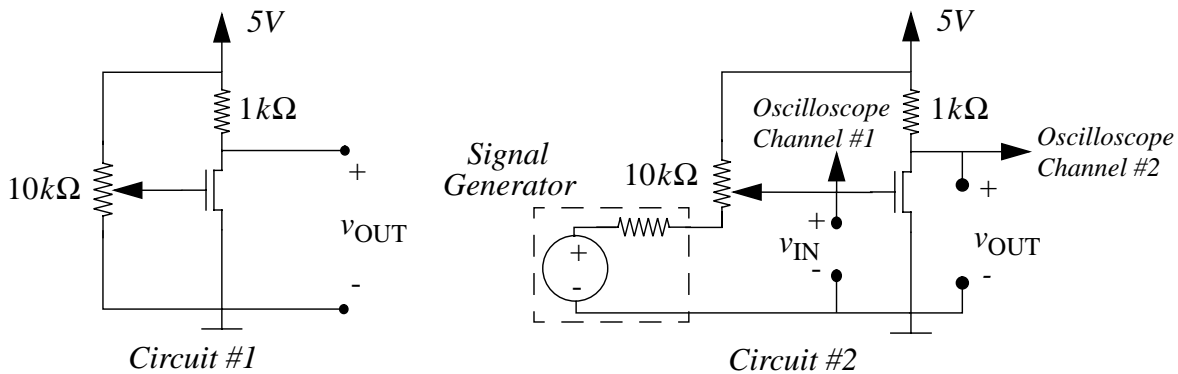 5V
1kΩ
10kΩ
+
vOUT
-
Circuit #1
5V
1kΩ
Oscilloscope
Channel #1
Oscilloscope
Channel #2
Signal
Generator
10kΩ
+
-
+
vIN
-
+
vOUT
-
Circuit #2